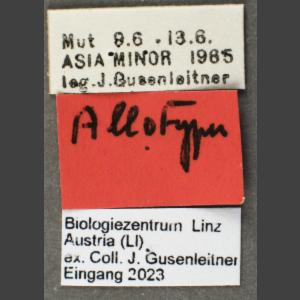 Mut 9.6 - 13.6.
ASIA MINOR 1985
leg. J. Gusenleitner
Allotypus
Biologiezentrum Linz
Austria (LI)
ex. Coll. J. Gusenleitner
Eingang 2023